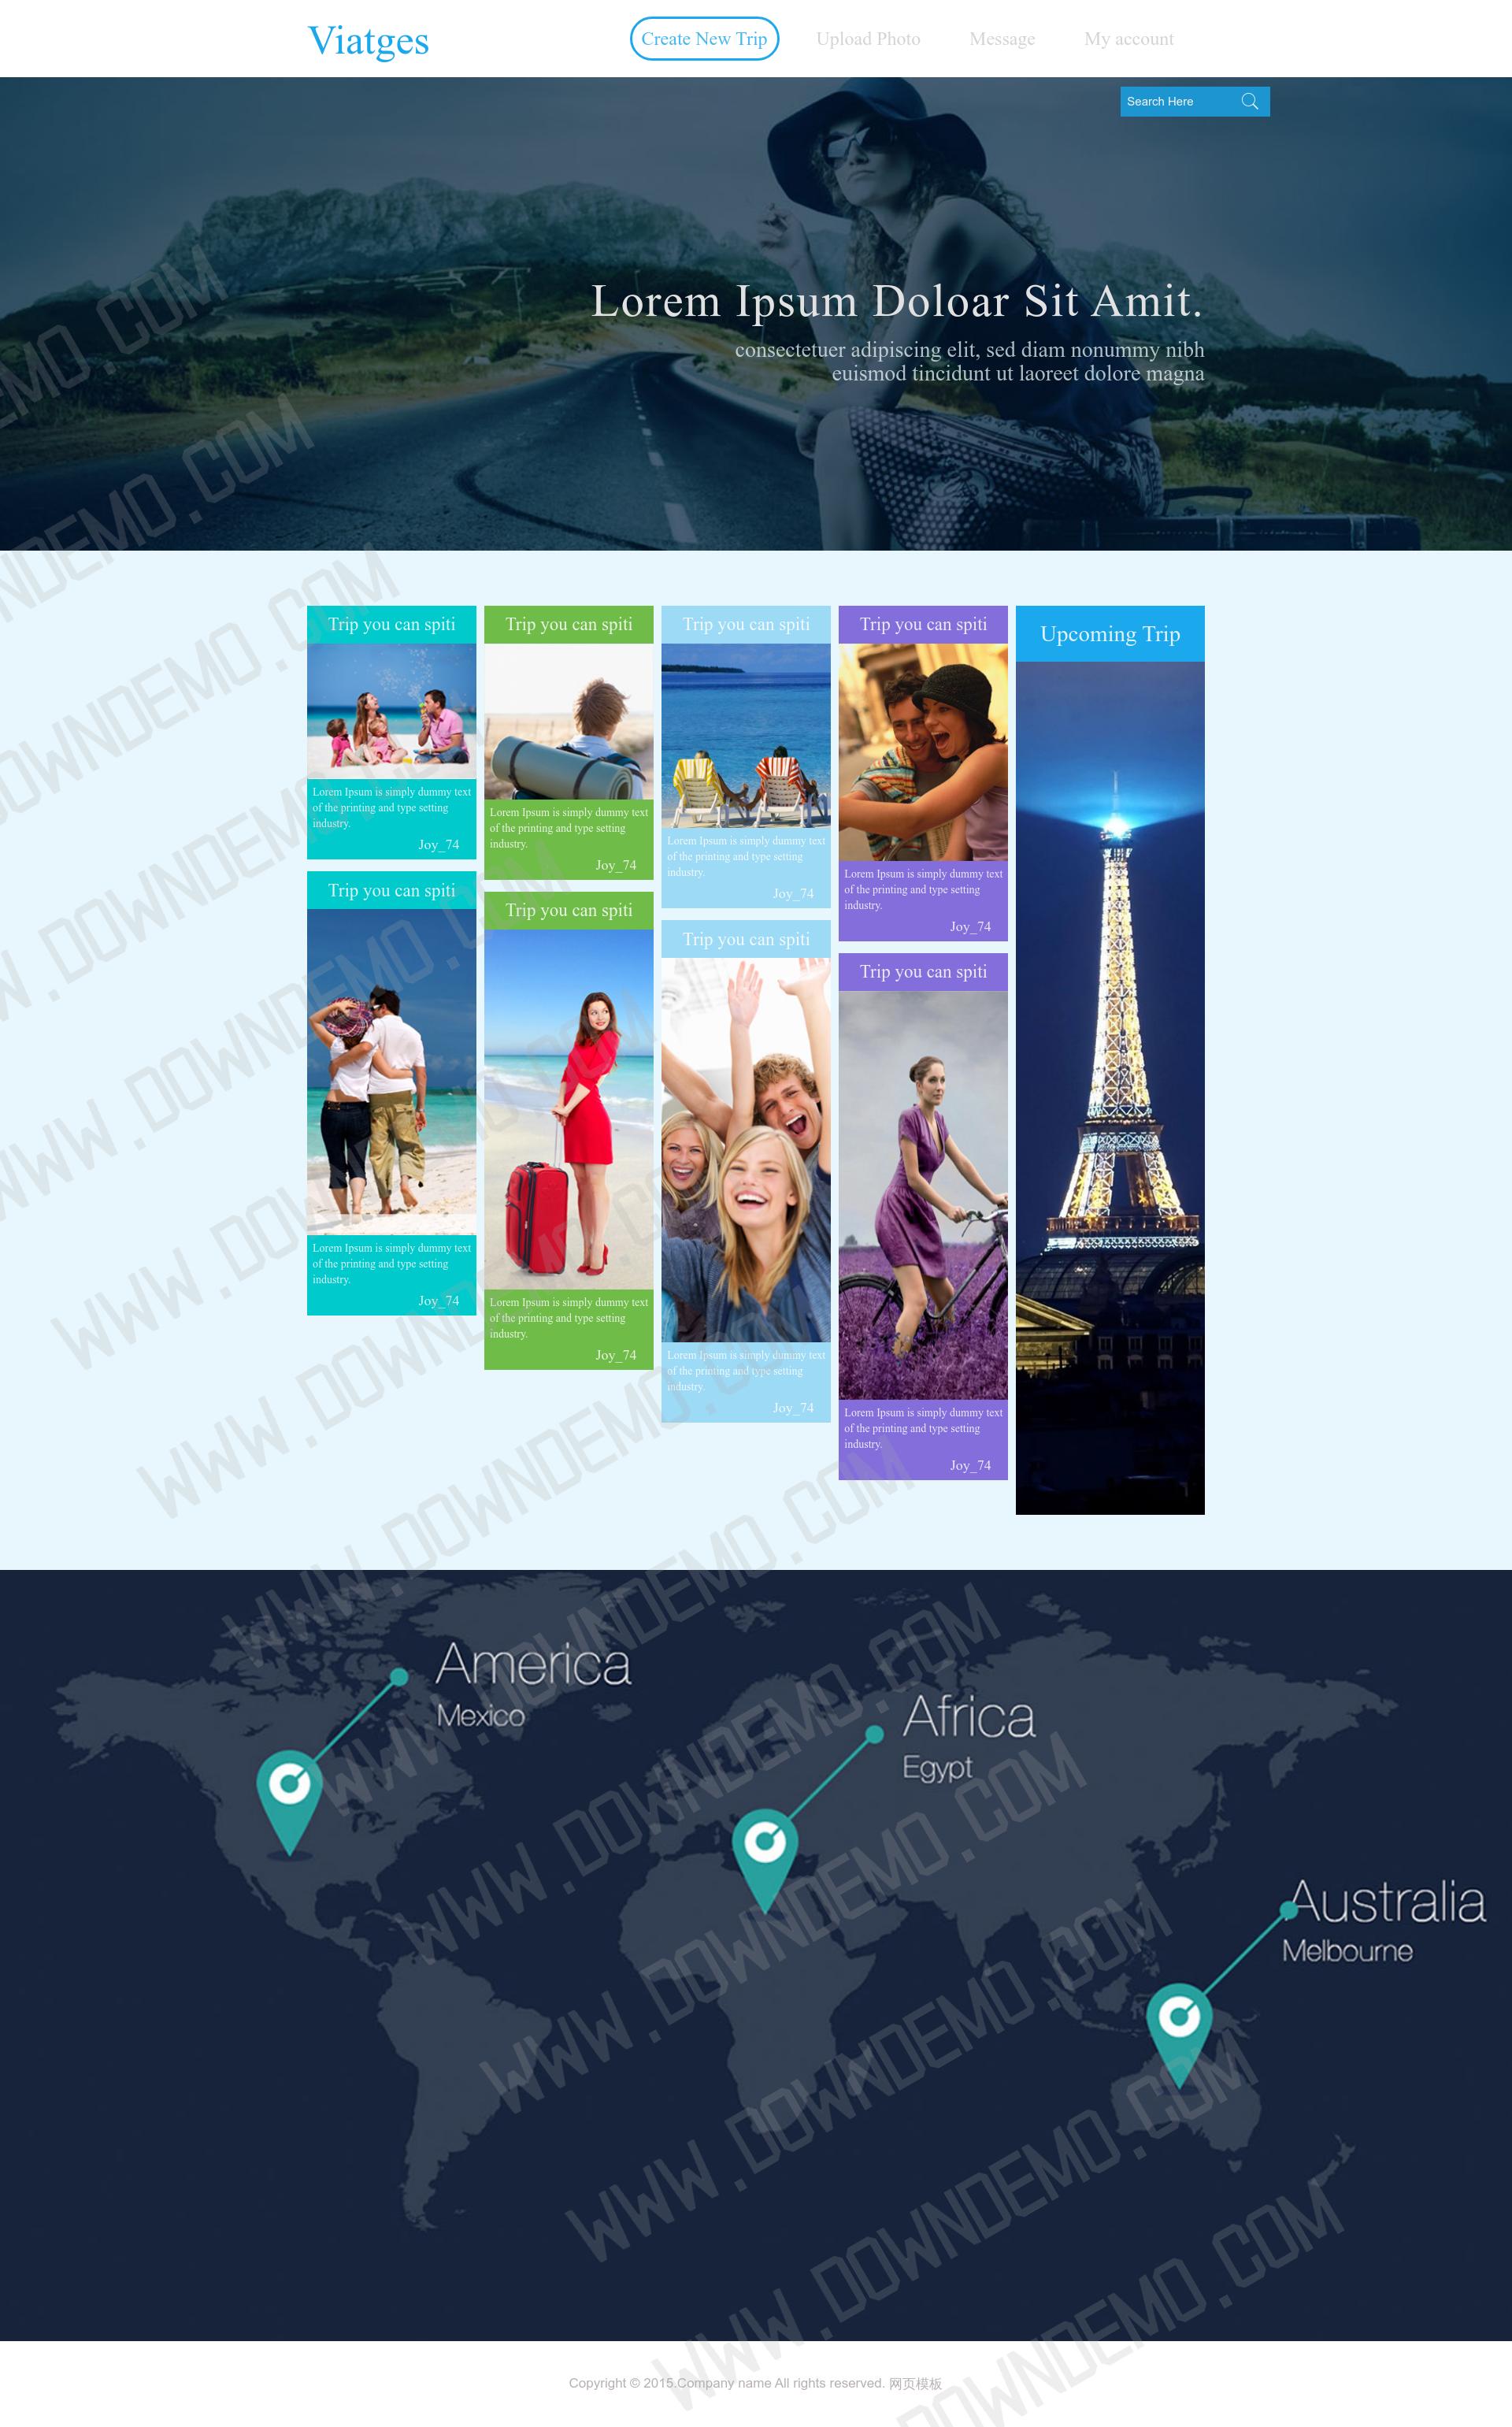 Viatges
Create New Trip
Upload Photo
Message
My account
Search Here
Lorem Ipsum Doloar Sit Amit.
consectetuer adipiscing elit, sed diam nonummy nibh
euismod tincidunt ut laoreet dolore magna
Trip you can spiti
Lorem Ipsum is simply dummy text
of the printing and type setting
industry.
Joy_74
Trip you can spiti
Lorem Ipsum is simply dummy text
of the printing and type setting
industry.
Joy_74
Trip you can spiti
Lorem Ipsum is simply dummy text
of the printing and type setting
industry.
Joy_74
Trip you can spiti
Lorem Ipsum is simply dummy text
of the printing and type setting
industry.
Joy_74
Trip you can spiti
Lorem Ipsum is simply dummy text
of the printing and type setting
industry.
Joy_74
Trip you can spiti
Lorem Ipsum is simply dummy text
of the printing and type setting
industry.
Joy_74
Trip you can spiti
Lorem Ipsum is simply dummy text
of the printing and type setting
industry.
Joy_74
Trip you can spiti
Lorem Ipsum is simply dummy text
of the printing and type setting
industry.
Joy_74
Upcoming Trip
America
Mexico
Africa
Egypt
Australia
Melbourne
Copyright © 2015.Company name All rights reserved. 网页模板
WWW.DOWNDEMO.COM